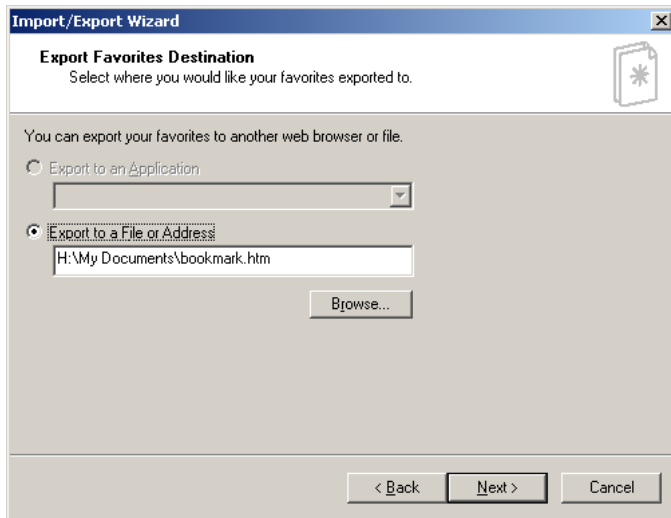 Import/Export Wizard
Export Favorites Destination
Select where you would like your favorites exported to.
You can export your favorites to another web browser or file.
Export to an Application
Export to a File or Address
H:\My Documents\bookmark.htm
Browse...
< Back Next > Cancel